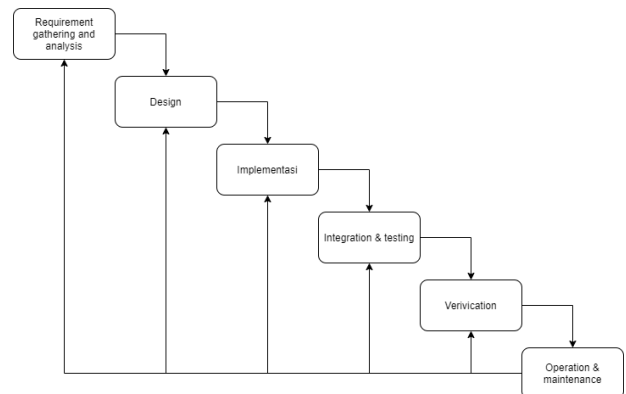 Requirement
gathering and
analysis
Design
Implementasi
Integration & testing
Verivication
Operation &
maintenance